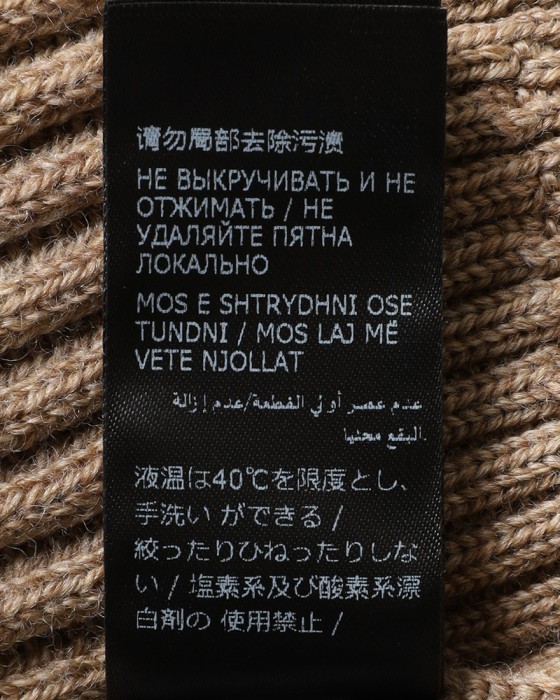 请勿局部去除污渍
НЕ ВЫКРУЧИВАТЬ И НЕ
ОТЖИМАТЬ / НЕ
УДАЛЯЙТЕ ПЯТНА
ЛОКАЛЬНО
MOS E SHTRYDHNI OSE
TUNDNI / MOS LAJ MË
VETE NJOLLAT
عدم عصر أو لي القطعة/عدم إزالة
البقع محليا.
液温は40℃を限度とし、
手洗い ができる /
絞ったりひねったりしな
い / 塩素系及び酸素系漂
白剤の 使用禁止 /